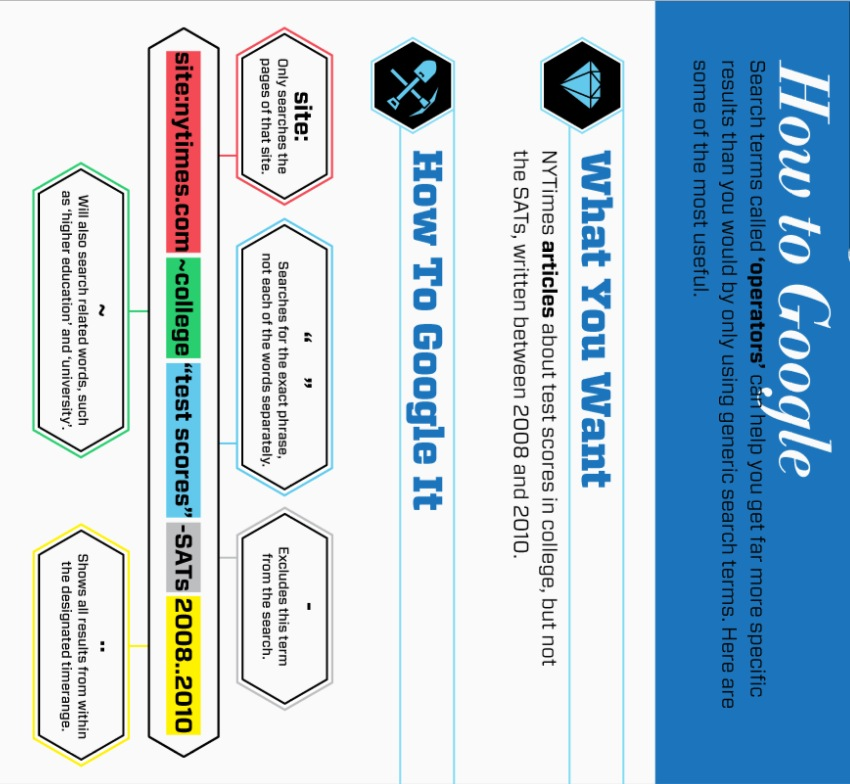 How to Google
Search terms called ‘operators’ can help you get far more specific
results than you would by only using generic search terms. Here are
some of the most useful.
What You Want
NYTimes articles about test scores in college, but not
the SATs, written between 2008 and 2010.
How To Google It
site:
Only searches the
pages of that site.
“ ”
Searches for the exact phrase,
not each of the words separately.
-
Excludes this term
from the search.
site:nytimes.com ~college “test scores” -SATs 2008..2010
~
Will also search related words, such
as ‘higher education’ and ‘university’.
..
Shows all results from within
the designated timerange.